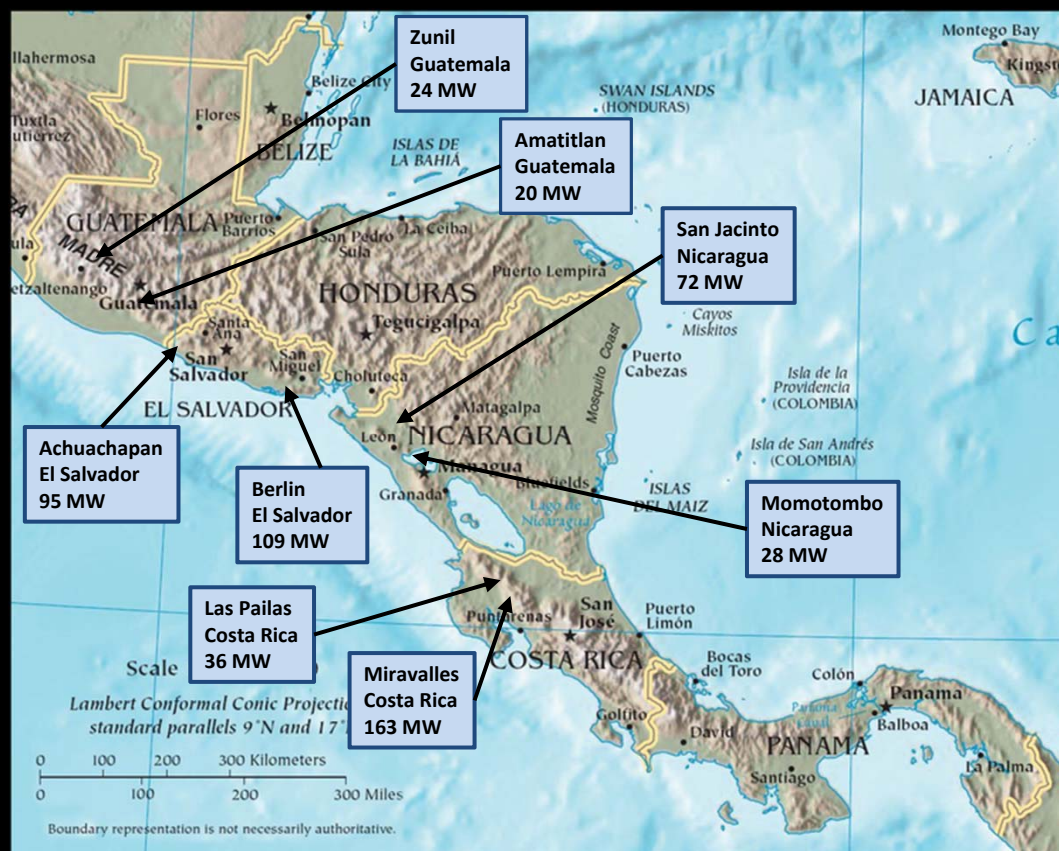 Zunil
Guatemala
24 MW
Amatitlan
Guatemala
20 MW
San Jacinto
Nicaragua
72 MW
Achuachapan
El Salvador
95 MW
Berlin
El Salvador
109 MW
Momotombo
Nicaragua
28 MW
Las Pailas
Costa Rica
36 MW
Miravalles
Costa Rica
163 MW
Montego Bay
JAMAICA
SWAN ISLANDS
(HONDURAS)
Belize City
Belmopan
BELIZE
Flores
ISLAS DE
LA BAHIÁ
GUATEMALA
Puerto
Barrios
MADRE
Guatemala
San Pedro
Sula
La Ceiba
Puerto Lempira
HONDURAS
Tegucigalpa
Cayos
Miskitos
Mosquito Coast
Puerto
Cabezas
Santa
Ana
San
Salvador
San
Miguel
EL SALVADOR
Choluteca
Matagalpa
León
NICARAGUA
Managua
Granada
Bluefields
Lago de
Nicaragua
ISLAS
DEL MAIZ
Isla de la
Providencia
(COLOMBIA)
Isla de San Andrés
(COLOMBIA)
Puntarenas
San
José
Puerto
Limón
COSTA RICA
Golfito
Bocas
del Toro
David
Colón
Panama
Canal
Panama
Balboa
PANAMA
Santiago
La Palma
Scale
Lambert Conformal Conic
standard parallels 9°N and 17°
0 100 200 300 Kilometers
0 100 200 300 Miles
Boundary representation is not necessarily authoritative.